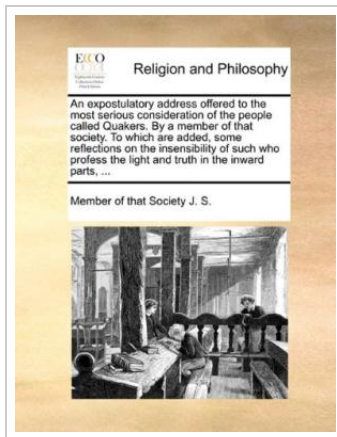 ECCO
Religion and Philosophy
An expostulatory address offered to the
most serious consideration of the people
called Quakers. By a member of that
society. To which are added, some
reflections on the insensibility of such who
profess the light and truth in the inward
parts, ...
Member of that Society J. S.